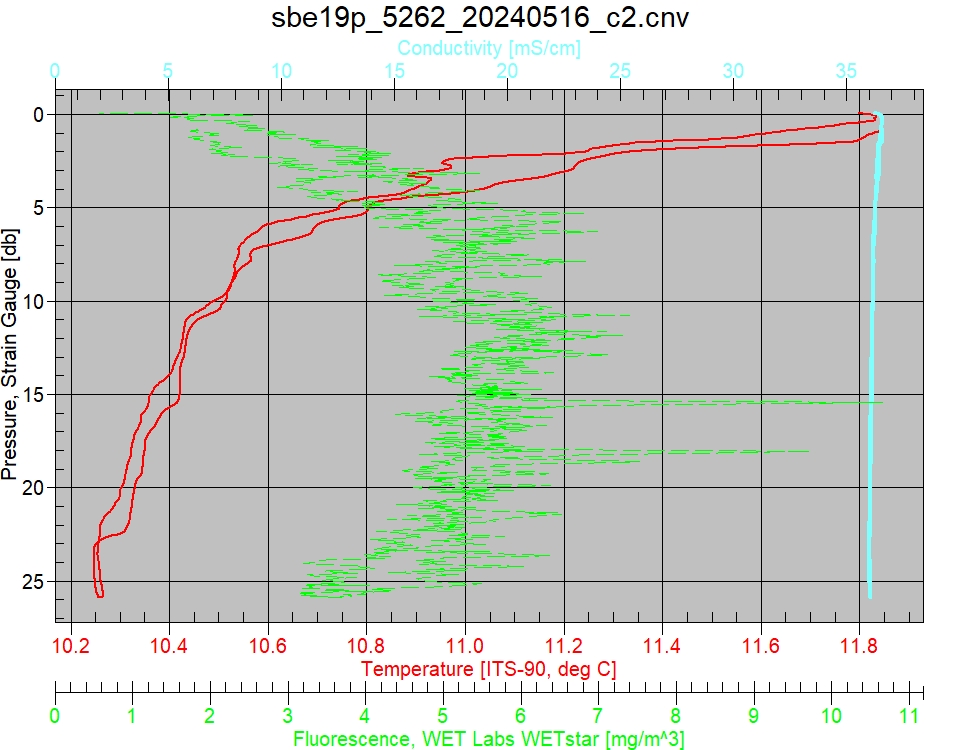 sbe19p_5262_20240516_c2.cnv
Conductivity [mS/cm]
0 5 10 15 20 25 30 35
Pressure, Strain Gauge [db]
0
5
10
15
20
25
10.2 10.4 10.6 10.8 11.0 11.2 11.4 11.6 11.8
Temperature [ITS-90, deg C]
0 1 2 3 4 5 6 7 8 9 10 11
Fluorescence, WET Labs WETstar [mg/m^3]